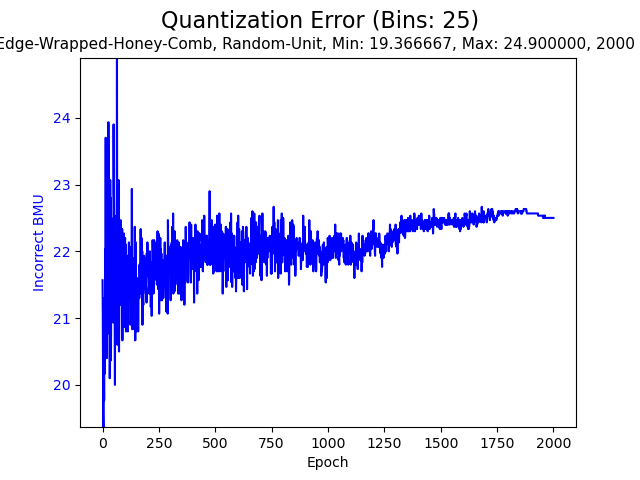 Quantization Error (Bins: 25)
Edge-Wrapped-Honey-Comb, Random-Unit, Min: 19.366667, Max: 24.900000, 2000
24
23
22
21
20
Incorrect BMU
0 250 500 750 1000 1250 1500 1750 2000
Epoch